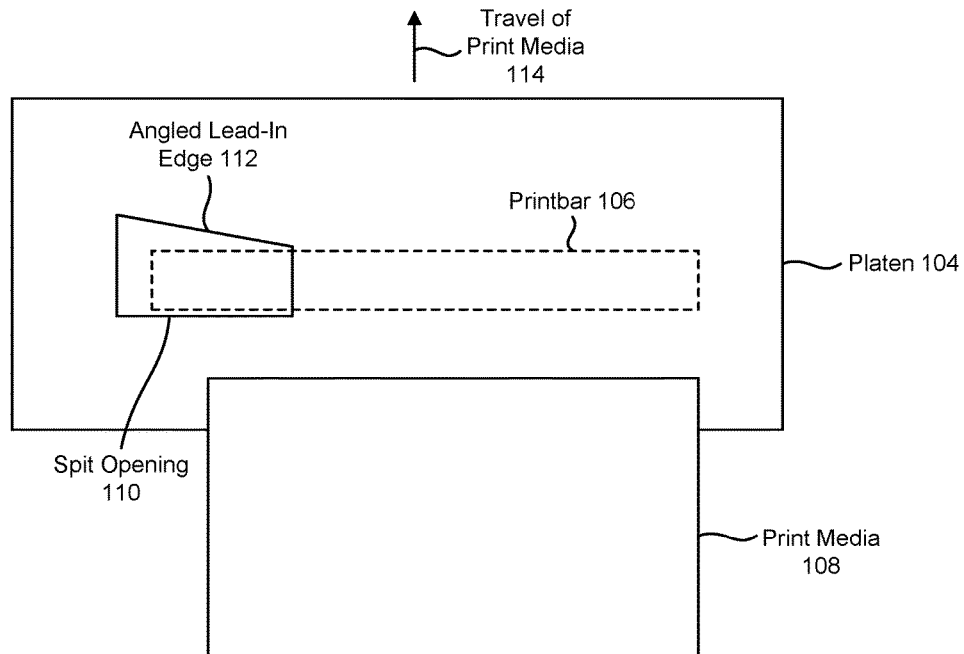 Travel of
Print Media
114
Angled Lead-In
Edge 112
Printbar 106
Platen 104
Spit Opening
110
Print Media
108